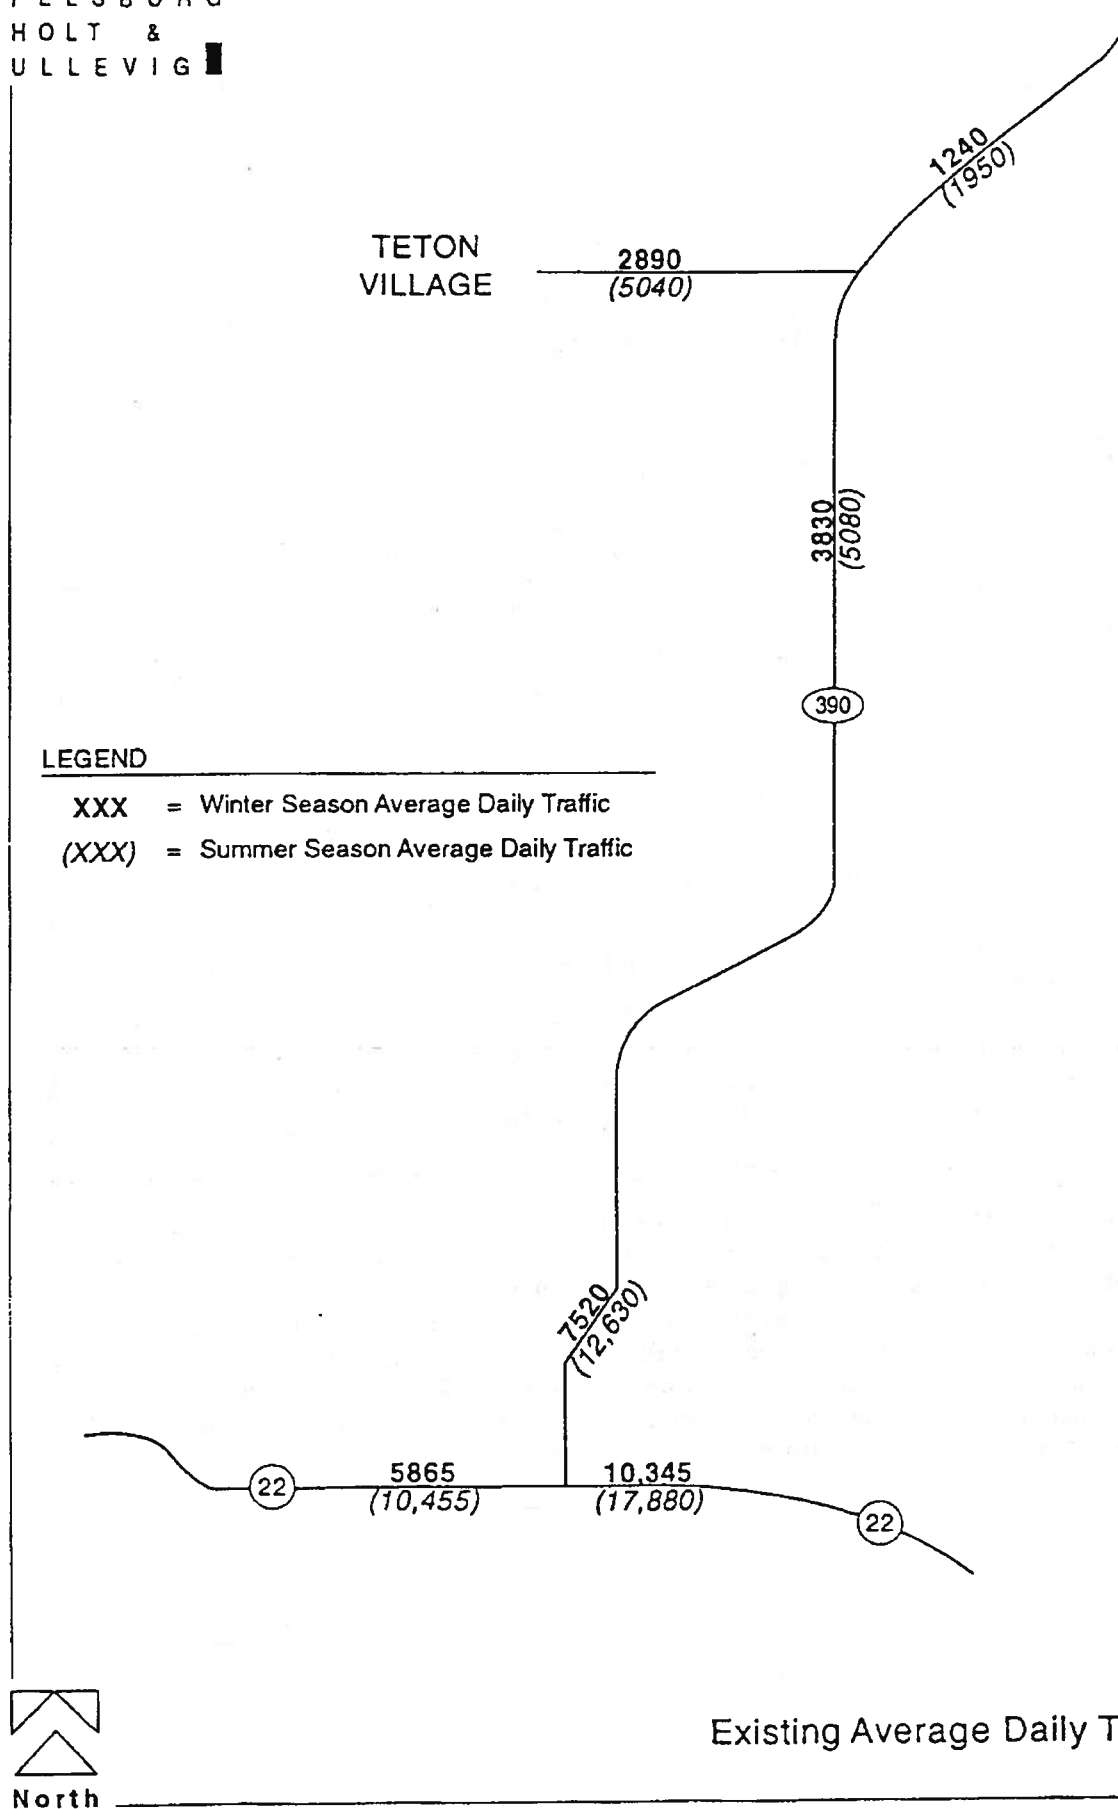 HOLT &
ULLEVIG
1240
(1950)
TETON
VILLAGE
2890
(5040)
3830
(5080)
390
LEGEND
XXX = Winter Season Average Daily Traffic
(XXX) = Summer Season Average Daily Traffic
7520
(12,630)
22
5865
(10,455)
10,345
(17,880)
22
Existing Average Daily T
North